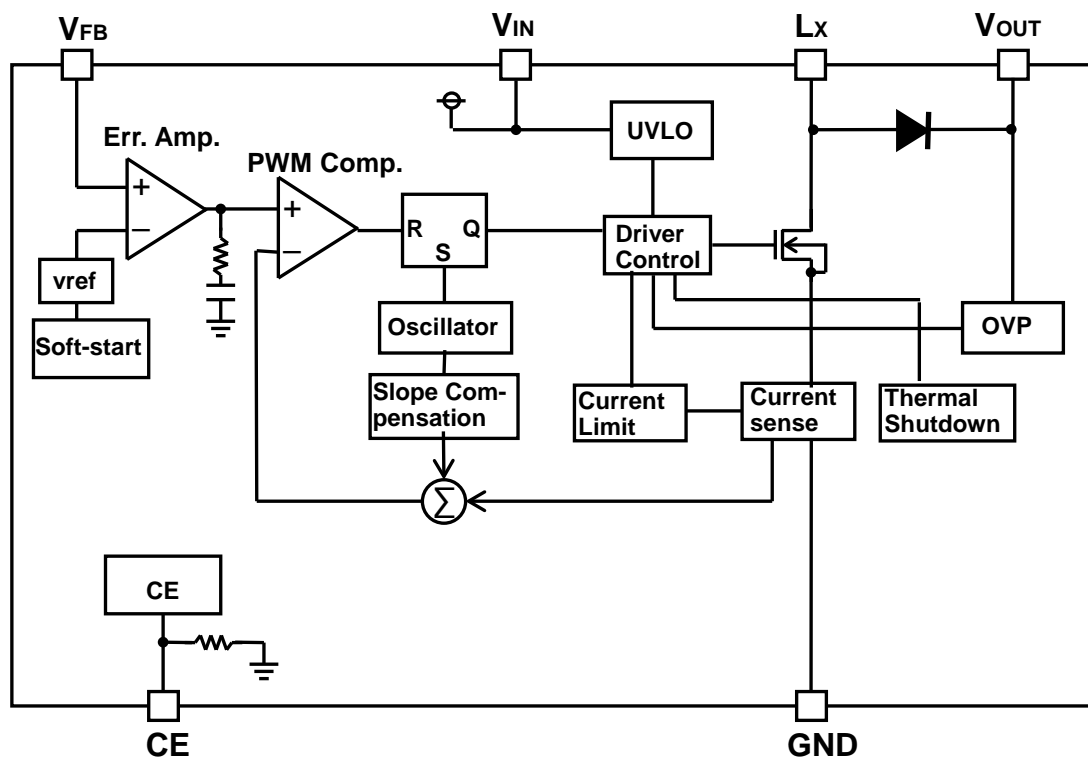 VFB
VIN
LX
VOUT
Err. Amp.
PWM Comp.
UVLO
+
−
+
−
R
Q
S
Driver
Control
vref
Soft-start
Oscillator
OVP
Slope Com-
pensation
Current
Limit
Current
sense
Thermal
Shutdown
Σ
CE
CE
GND